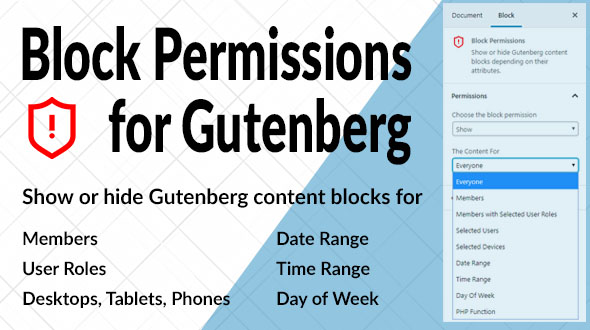 Block Permissions
for Gutenberg
Show or hide Gutenberg content blocks for
Members
User Roles
Desktops, Tablets, Phones
Date Range
Time Range
Day of Week
Document Block ×
Block Permissions
Show or hide Gutenberg content
blocks depending on their
attributes.
Permissions
Choose the block permission
Show
The Content For
Everyone
Everyone
Members
Members with Selected User Roles
Selected Users
Selected Devices
Date Range
Time Range
Day Of Week
PHP Function